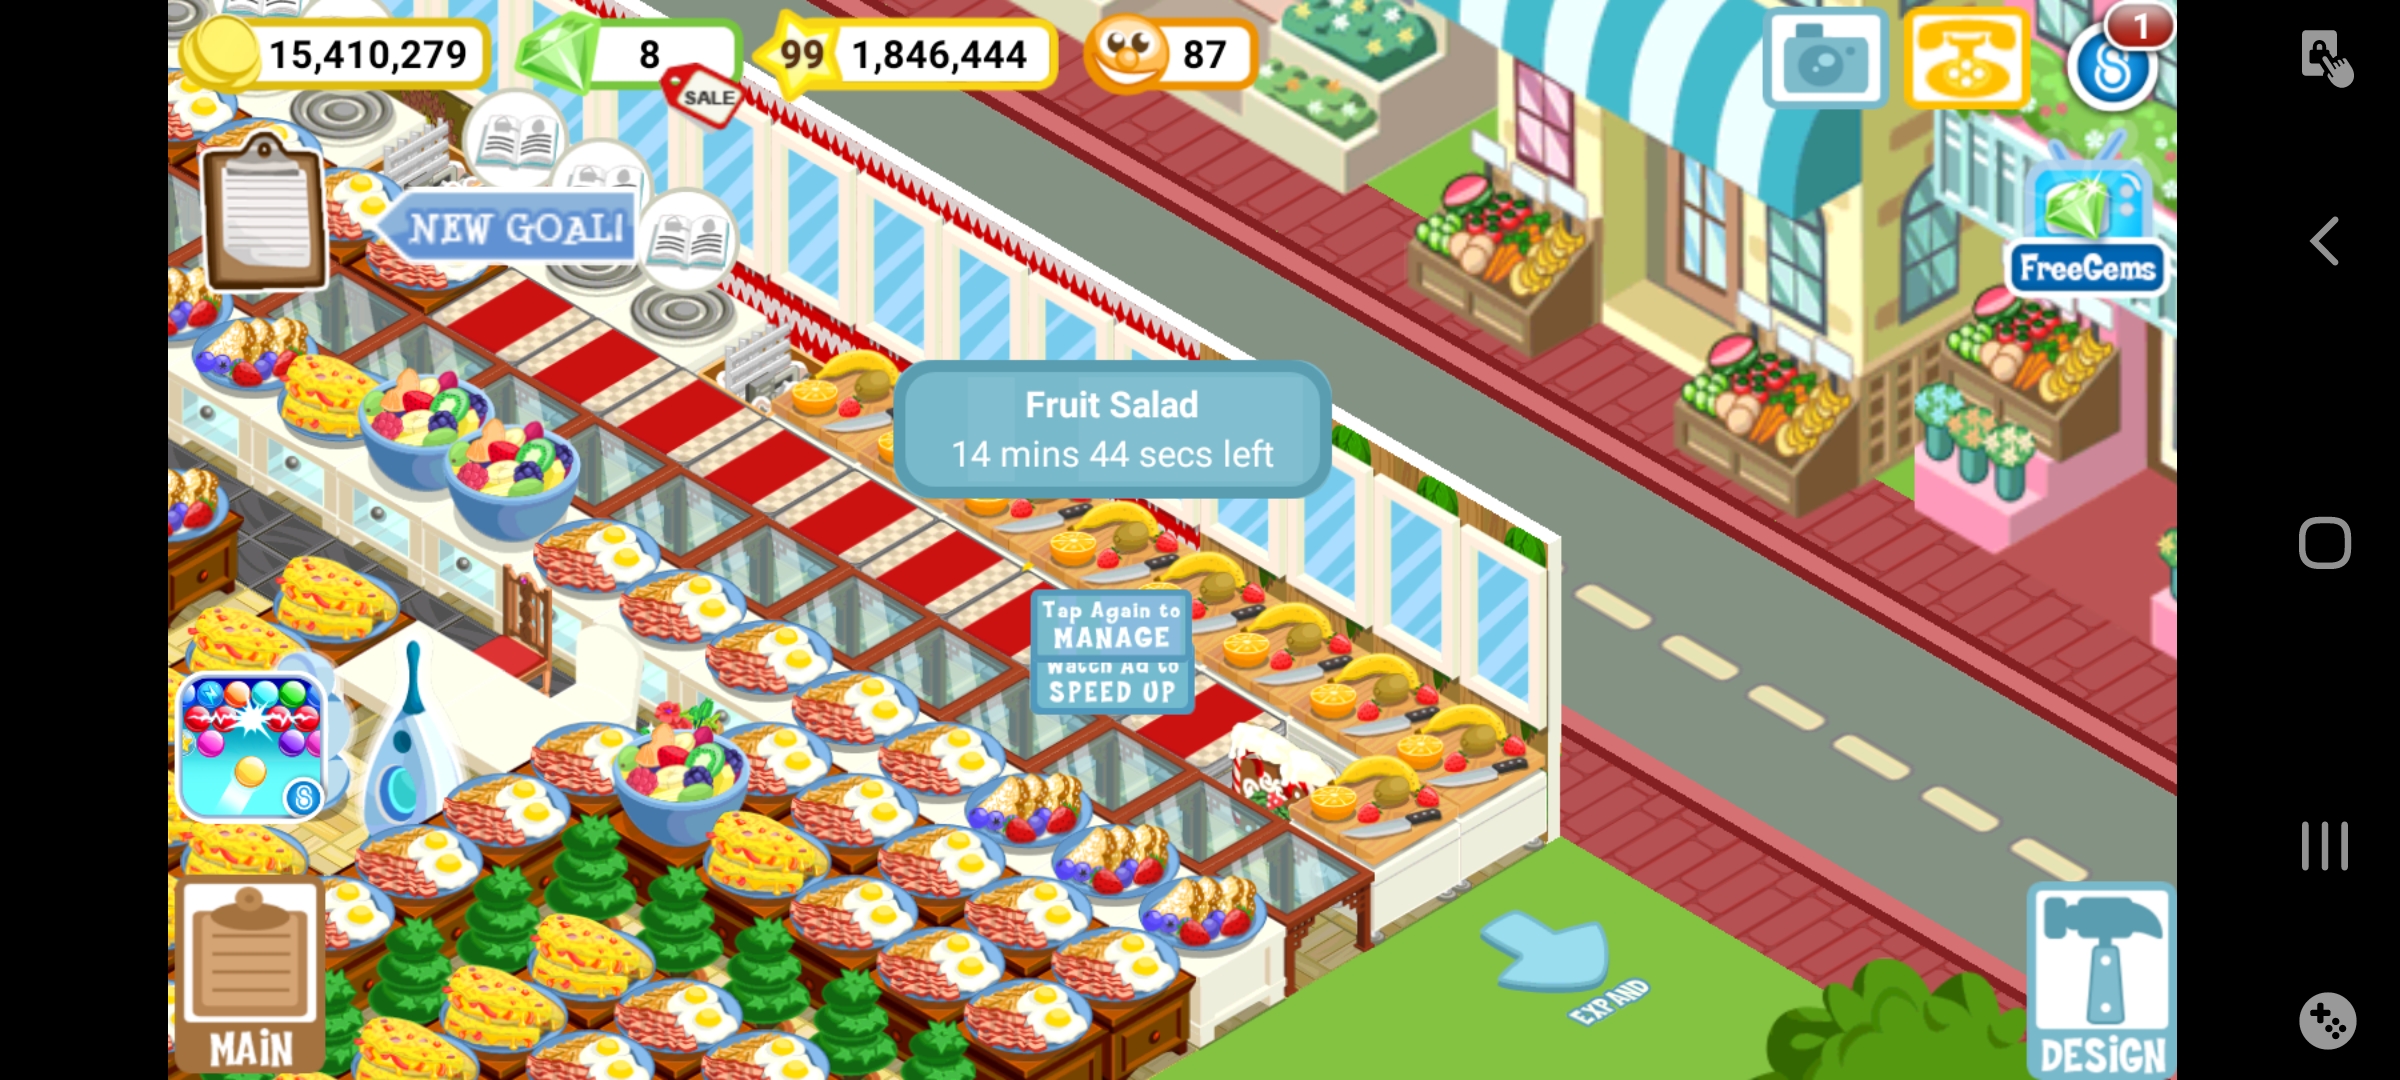 15,410,279
8
SALE
99
1,846,444
87
1
NEW GOAL!
FreeGems
Fruit Salad
14 mins 44 secs left
Tap Again to
MANAGE
Watch Ad to
SPEED UP
EXPAND
MAIN
DESIGN